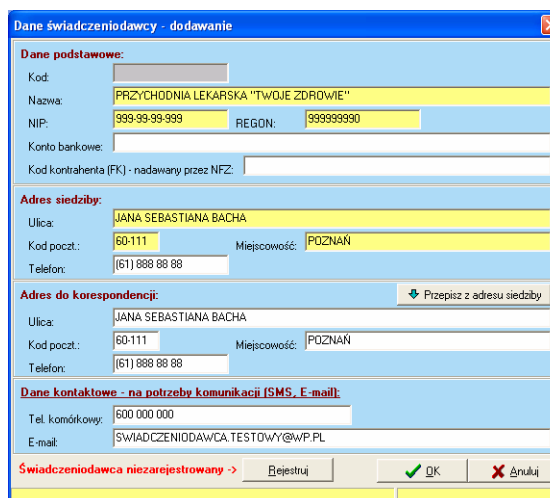 Dane świadczeniodawcy - dodawanie
Dane podstawowe:
Kod:
Nazwa: PRZYCHODNIA LEKARSKA "TWOJE ZDROWIE"
NIP: 999-99-99-999 REGON: 999999990
Konto bankowe:
Kod kontrahenta (FK) - nadawany przez NFZ:
Adres siedziby:
Ulica: JANA SEBASTIANA BACHA
Kod poczt.: 60-111 Miejscowość: POZNAŃ
Telefon: (61) 888 88 88
Adres do korespondencji: Przepisz z adresu siedziby
Ulica: JANA SEBASTIANA BACHA
Kod poczt.: 60-111 Miejscowość: POZNAŃ
Telefon: (61) 888 88 88
Dane kontaktowe - na potrzeby komunikacji (SMS, E-mail):
Tel. komórkowy: 600 000 000
E-mail: SWIADCZENIODAWCA.TESTOWY@WP.PL
Świadczeniodawca niezarejestrowany -> Rejestruj OK Anuluj